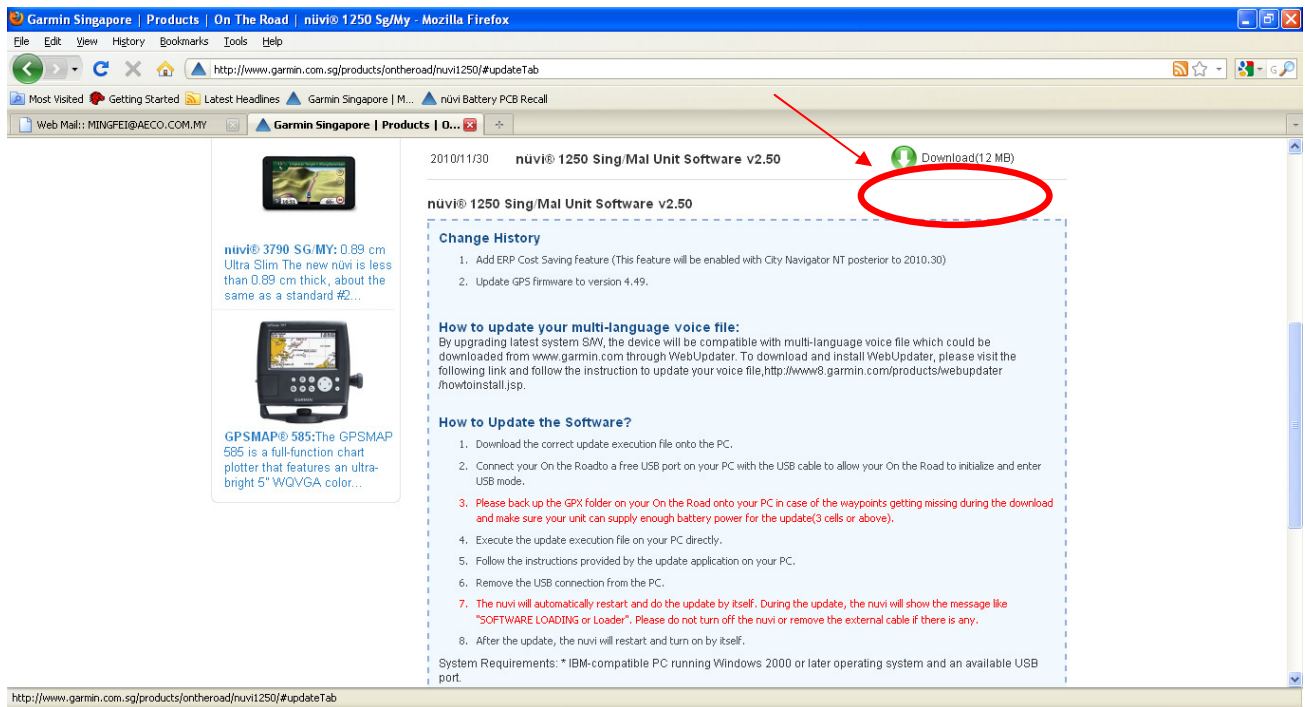 Garmin Singapore | Products | On The Road | nüvi® 1250 Sg/My - Mozilla Firefox
File Edit View History Bookmarks Tools Help
http://www.garmin.com.sg/products/ontheroad/nuvi1250/#updateTab
Most Visited Getting Started Latest Headlines Garmin Singapore | M... nüvi Battery PCB Recall
Web Mail:: MINGFEI@AECO.COM.MY Garmin Singapore | Products | O...
2010/11/30 nüvi® 1250 Sing/Mal Unit Software v2.50 Download(12 MB)
nüvi® 1250 Sing/Mal Unit Software v2.50
nüvi® 3790 SG/MY: 0.89 cm
Ultra Slim The new nüvi is less
than 0.89 cm thick, about the
same as a standard #2...
GPSMAP® 585:The GPSMAP
585 is a full-function chart
plotter that features an ultra-
bright 5" WQVGA color...
Change History
1. Add ERP Cost Saving feature (This feature will be enabled with City Navigator NT posterior to 2010.30)
2. Update GPS firmware to version 4.49.
How to update your multi-language voice file:
By upgrading latest system S/W, the device will be compatible with multi-language voice file which could be
downloaded from www.garmin.com through WebUpdater. To download and install WebUpdater, please visit the
following link and follow the instruction to update your voice file,http://www8.garmin.com/products/webupdater
/howtoinstall.jsp.
How to Update the Software?
1. Download the correct update execution file onto the PC.
2. Connect your On the Roadto a free USB port on your PC with the USB cable to allow your On the Road to initialize and enter
USB mode.
3. Please back up the GPX folder on your On the Road onto your PC in case of the waypoints getting missing during the download
and make sure your unit can supply enough battery power for the update(3 cells or above).
4. Execute the update execution file on your PC directly.
5. Follow the instructions provided by the update application on your PC.
6. Remove the USB connection from the PC.
7. The nuvi will automatically restart and do the update by itself. During the update, the nuvi will show the message like
"SOFTWARE LOADING or Loader". Please do not turn off the nuvi or remove the external cable if there is any.
8. After the update, the nuvi will restart and turn on by itself.
System Requirements: * IBM-compatible PC running Windows 2000 or later operating system and an available USB
port.
http://www.garmin.com.sg/products/ontheroad/nuvi1250/#updateTab